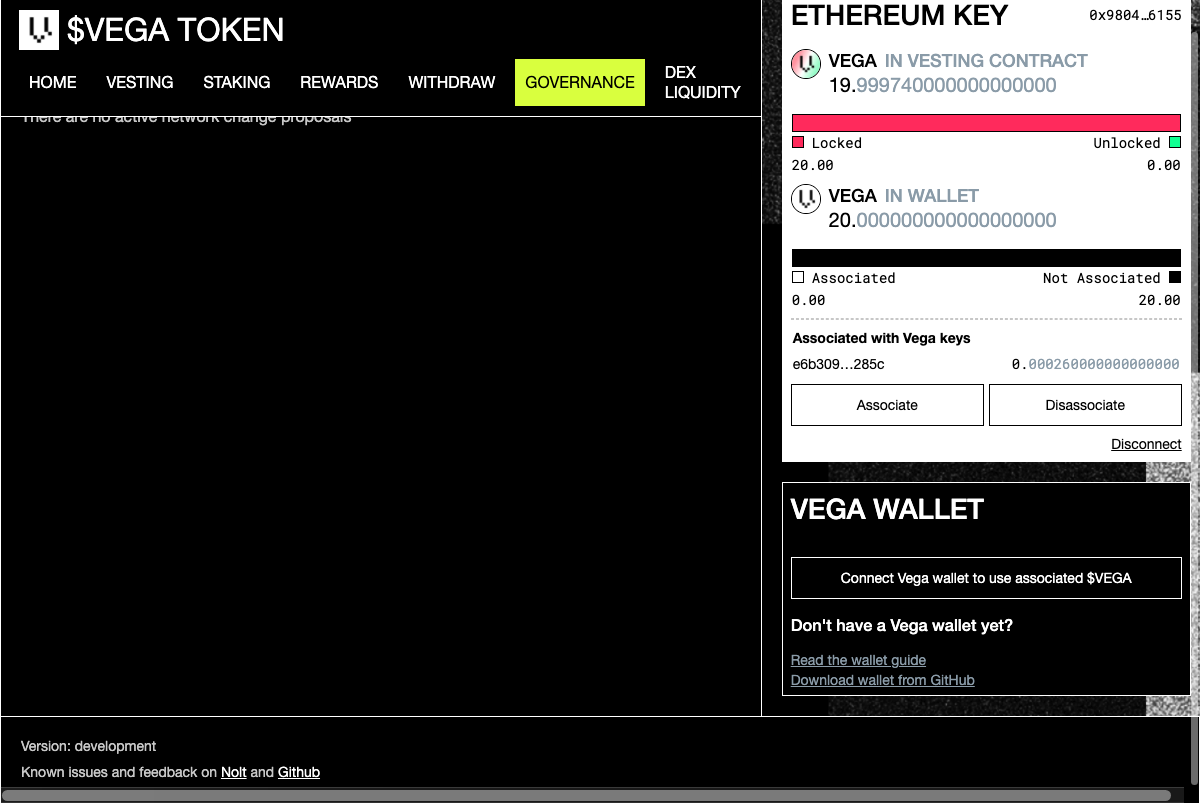 $VEGA TOKEN
HOME
VESTING
STAKING
REWARDS
WITHDRAW
GOVERNANCE
DEX
LIQUIDITY
There are no active network change proposals
ETHEREUM KEY
0x9804…6155
VEGA IN VESTING CONTRACT
19.999740000000000000
Locked
Unlocked
20.00
0.00
VEGA IN WALLET
20.000000000000000000
Associated
Not Associated
0.00
20.00
Associated with Vega keys
e6b309…285c
0.000260000000000000
Associate
Disassociate
Disconnect
VEGA WALLET
Connect Vega wallet to use associated $VEGA
Don't have a Vega wallet yet?
Read the wallet guide
Download wallet from GitHub
Version: development
Known issues and feedback on Nolt and Github